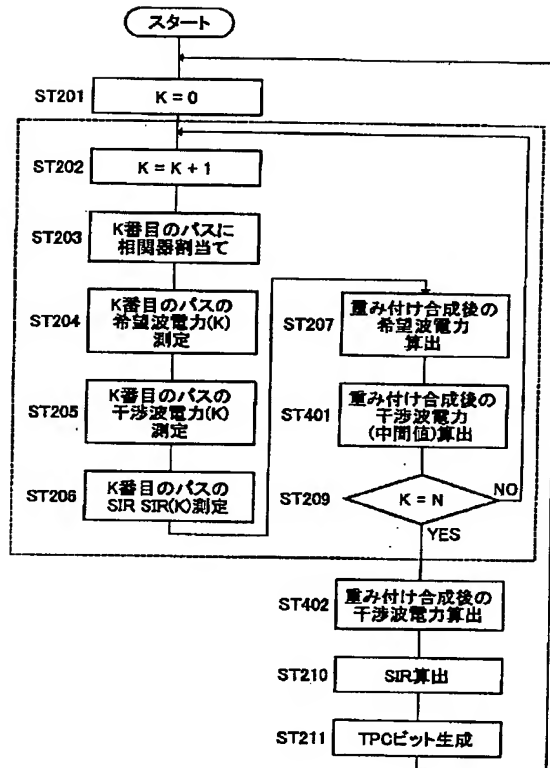 スタート
ST201
K = 0
ST202
K = K + 1
ST203
K番目のパスに
相関器割当て
ST204
K番目のパスの
希望波電力(K)
測定
ST205
K番目のパスの
干渉波電力(K)
測定
ST206
K番目のパスの
SIR SIR(K)測定
ST207
重み付け合成後の
希望波電力
算出
ST401
重み付け合成後の
干渉波電力
(中間値)算出
ST209
K = N
NO
YES
ST402
重み付け合成後の
干渉波電力算出
ST210
SIR算出
ST211
TPCビット生成